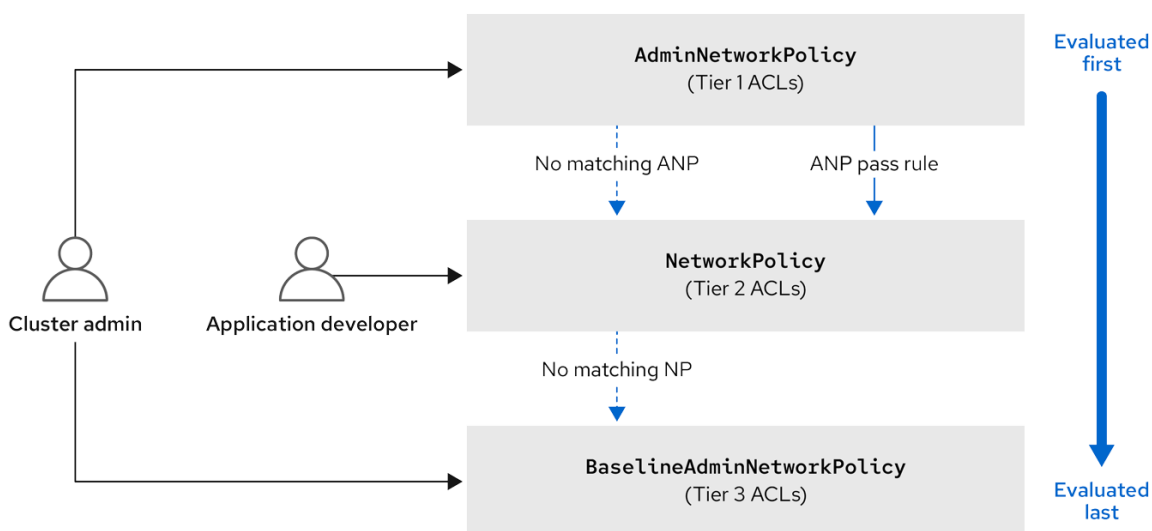 AdminNetworkPolicy
(Tier 1 ACLs)
Evaluated
first
No matching ANP
ANP pass rule
NetworkPolicy
(Tier 2 ACLs)
Cluster admin
Application developer
No matching NP
BaselineAdminNetworkPolicy
(Tier 3 ACLs)
Evaluated
last